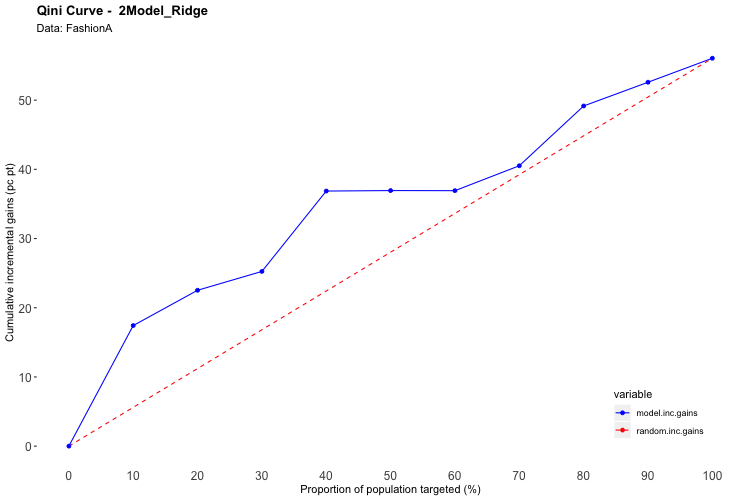 Qini Curve -  2Model_Ridge
Data: FashionA
Cumulative incremental gains (pc pt)
50
40
30
20
10
0
0 10 20 30 40 50 60 70 80 90 100
Proportion of population targeted (%)
variable
model.inc.gains
random.inc.gains